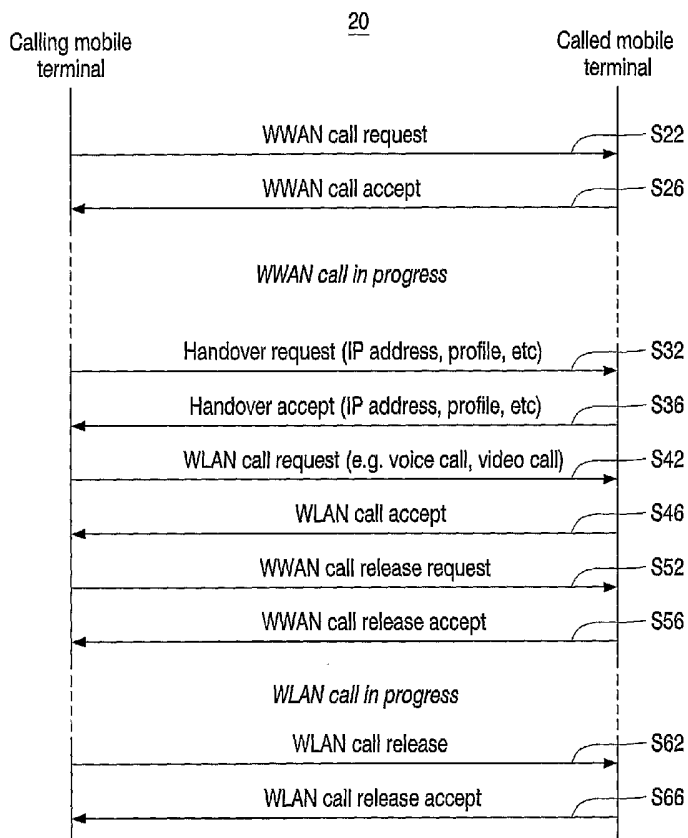 20
Calling mobile
terminal
Called mobile
terminal
WWAN call request
S22
WWAN call accept
S26
WWAN call in progress
Handover request (IP address, profile, etc)
S32
Handover accept (IP address, profile, etc)
S36
WLAN call request (e.g. voice call, video call)
S42
WLAN call accept
S46
WWAN call release request
S52
WWAN call release accept
S56
WLAN call in progress
WLAN call release
S62
WLAN call release accept
S66